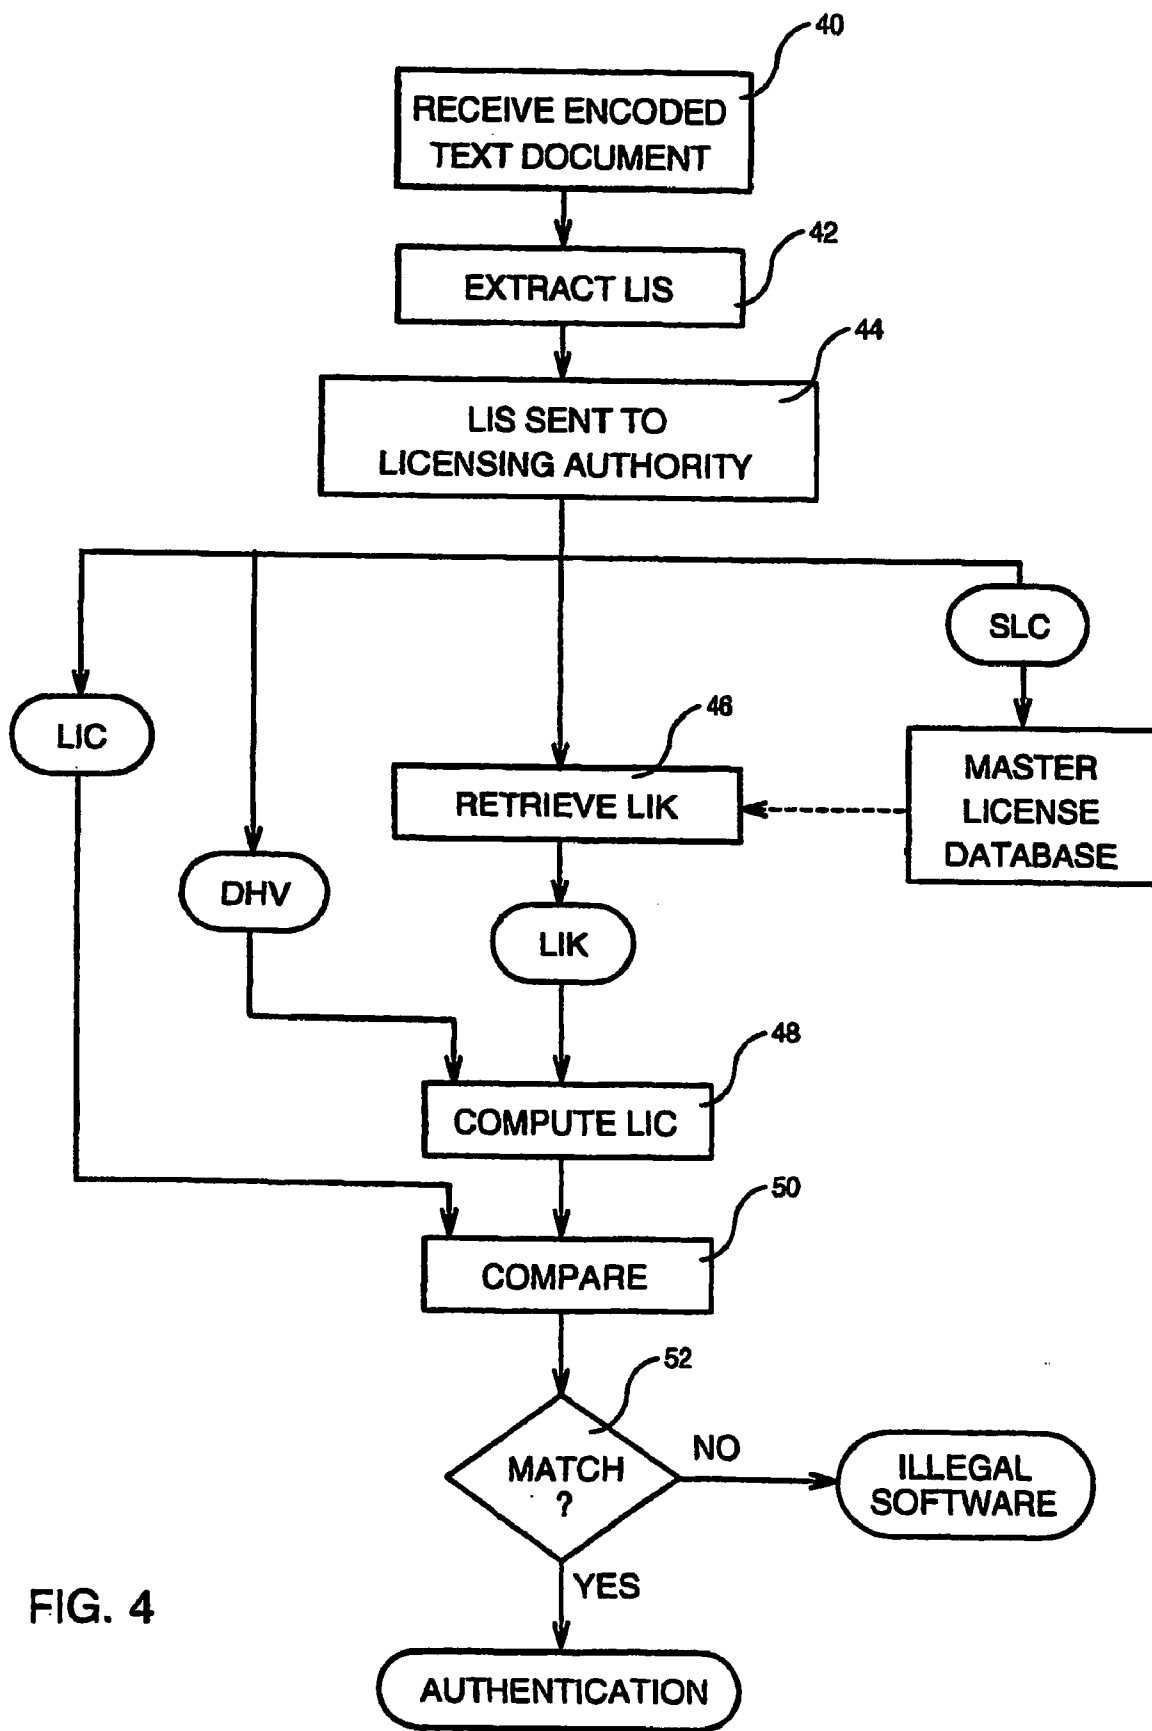 40
RECEIVE ENCODED
TEXT DOCUMENT
42
EXTRACT LIS
44
LIS SENT TO
LICENSING AUTHORITY
SLC
LIC
46
RETRIEVE LIK
MASTER
LICENSE
DATABASE
DHV
LIK
48
COMPUTE LIC
50
COMPARE
52
MATCH
?
NO
ILLEGAL
SOFTWARE
YES
FIG. 4
AUTHENTICATION